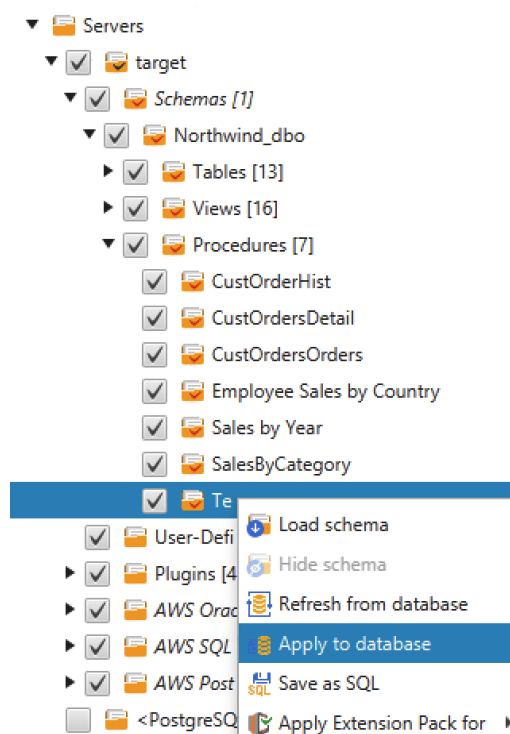 Servers
target
Schemas [1]
Northwind_dbo
Tables [13]
Views [16]
Procedures [7]
CustOrderHist
CustOrdersDetail
CustOrdersOrders
Employee Sales by Country
Sales by Year
SalesByCategory
Te
Load schema
User-Defi
Hide schema
Plugins [4
Refresh from database
AWS Orac
Apply to database
AWS SQL
Save as SQL
AWS Post
Apply Extension Pack for
<PostgreSQ